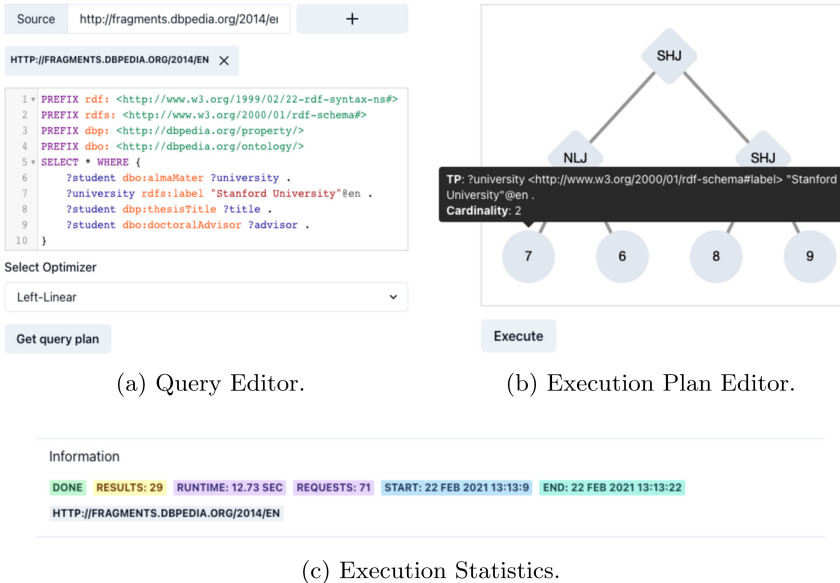 Source http://fragments.dbpedia.org/2014/en +
HTTP://FRAGMENTS.DBPEDIA.ORG/2014/EN X
1 PREFIX rdf: <http://www.w3.org/1999/02/22-rdf-syntax-ns#>
2 PREFIX rdfs: <http://www.w3.org/2000/01/rdf-schema#>
3 PREFIX dbp: <http://dbpedia.org/property/>
4 PREFIX dbo: <http://dbpedia.org/ontology/>
5 SELECT * WHERE {
6 ?student dbo:almaMater ?university .
7 ?university rdfs:label "Stanford University"@en .
8 ?student dbp:thesisTitle ?title .
9 ?student dbo:doctoralAdvisor ?advisor .
10 }
Select Optimizer
Left-Linear
Get query plan
(a) Query Editor.
SHJ
NLJ SHJ
TP: ?university <http://www.w3.org/2000/01/rdf-schema#label> "Stanford
University"@en .
Cardinality: 2
7 6 8 9
Execute
(b) Execution Plan Editor.
Information
DONE RESULTS: 29 RUNTIME: 12.73 SEC REQUESTS: 71 START: 22 FEB 2021 13:13:9 END: 22 FEB 2021 13:13:22
HTTP://FRAGMENTS.DBPEDIA.ORG/2014/EN
(c) Execution Statistics.